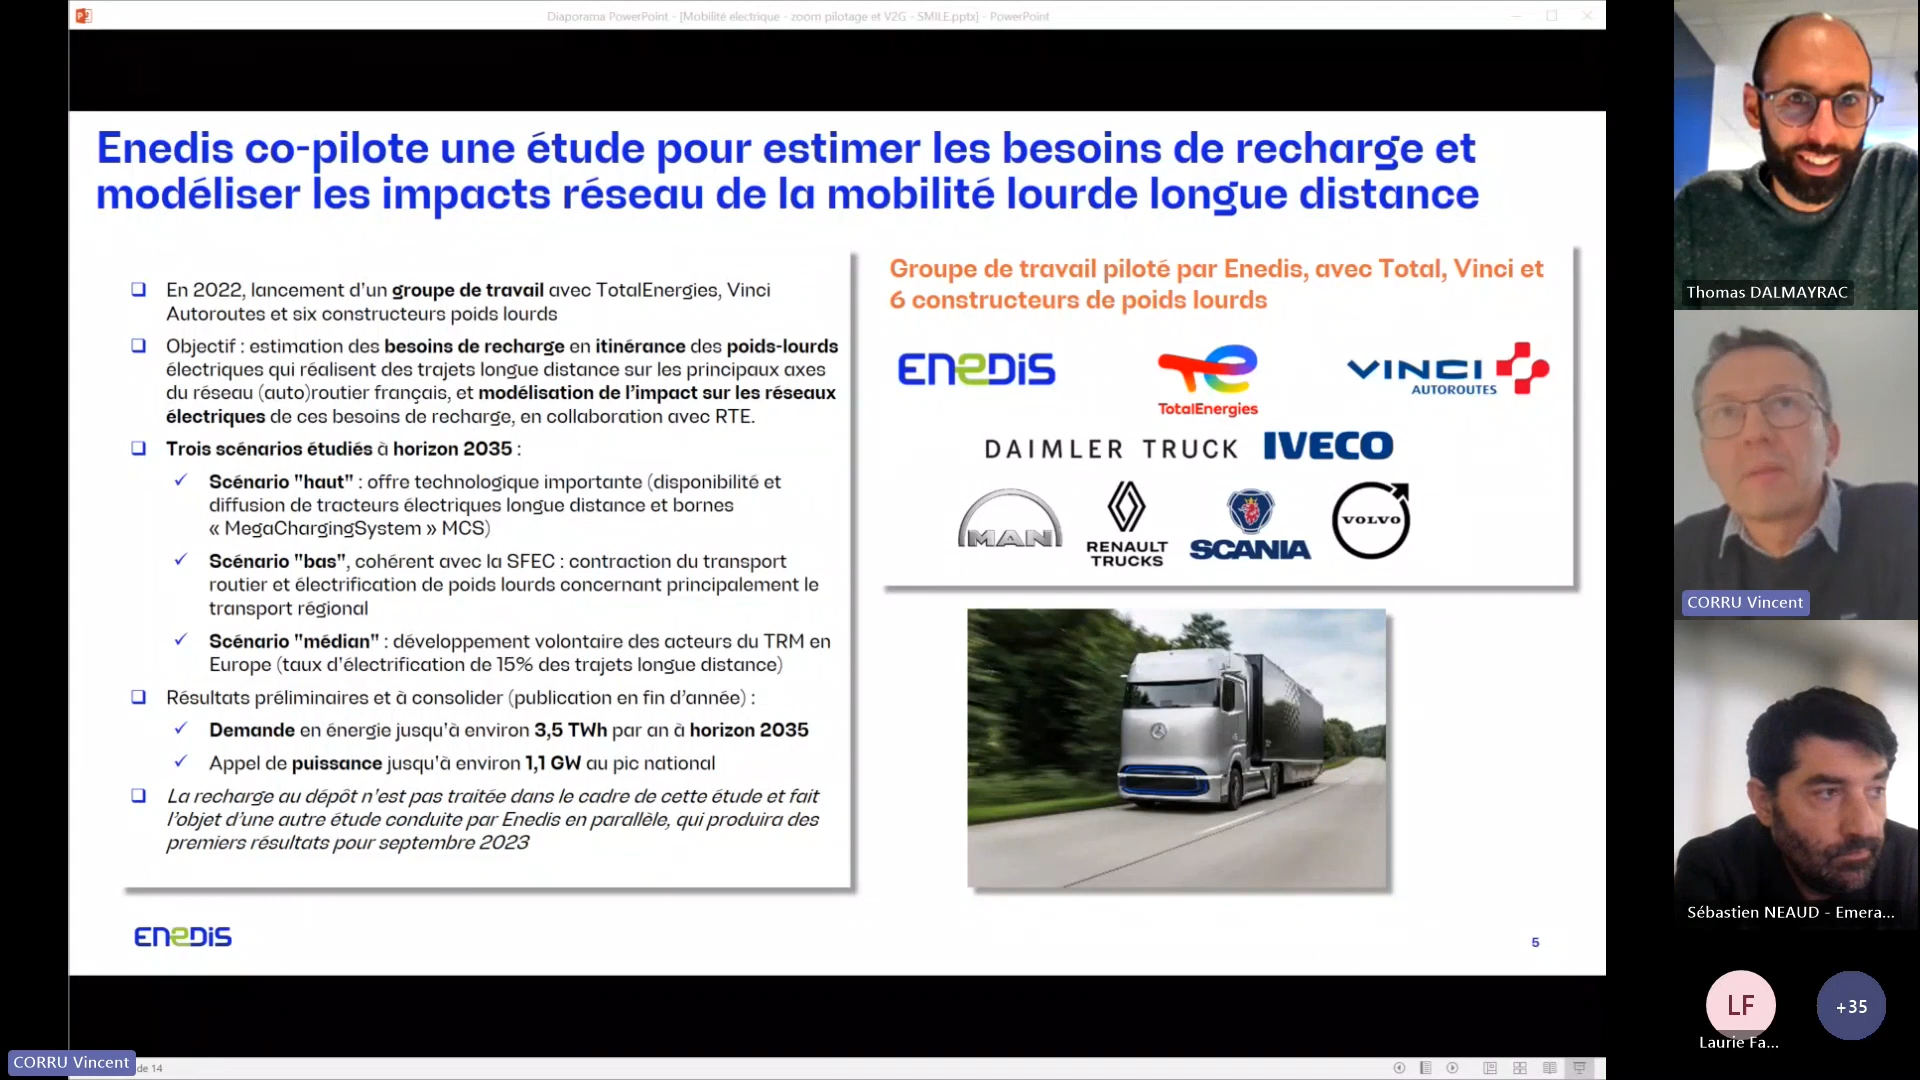 Diaporama PowerPoint - [Mobilité électrique - zoom pilotage et V2G - SMILE.pptx] - PowerPoint
Enedis co-pilote une étude pour estimer les besoins de recharge et
modéliser les impacts réseau de la mobilité lourde longue distance
En 2022, lancement d'un groupe de travail avec TotalEnergies, Vinci
Autoroutes et six constructeurs poids lourds
Objectif : estimation des besoins de recharge en itinérance des poids-lourds
électriques qui réalisent des trajets longue distance sur les principaux axes
du réseau (auto)routier français, et modélisation de l'impact sur les réseaux
électriques de ces besoins de recharge, en collaboration avec RTE.
Trois scénarios étudiés à horizon 2035 :
Scénario "haut" : offre technologique importante (disponibilité et
diffusion de tracteurs électriques longue distance et bornes
« MegaChargingSystem » MCS)
Scénario "bas", cohérent avec la SFEC : contraction du transport
routier et électrification de poids lourds concernant principalement le
transport régional
Scénario "médian" : développement volontaire des acteurs du TRM en
Europe (taux d'électrification de 15% des trajets longue distance)
Résultats préliminaires et à consolider (publication en fin d'année) :
Demande en énergie jusqu'à environ 3,5 TWh par an à horizon 2035
Appel de puissance jusqu'à environ 1,1 GW au pic national
La recharge au dépôt n'est pas traitée dans le cadre de cette étude et fait
l'objet d'une autre étude conduite par Enedis en parallèle, qui produira des
premiers résultats pour septembre 2023
Groupe de travail piloté par Enedis, avec Total, Vinci et
6 constructeurs de poids lourds
ENEDIS
TotalEnergies
VINCI
AUTOROUTES
DAIMLER TRUCK
IVECO
MAN
RENAULT
TRUCKS
SCANIA
VOLVO
ENEDIS
5
Thomas DALMAYRAC
CORRU Vincent
Sébastien NEAUD - Emera...
LF
Laurie Fa...
+35
CORRU Vincent
de 14